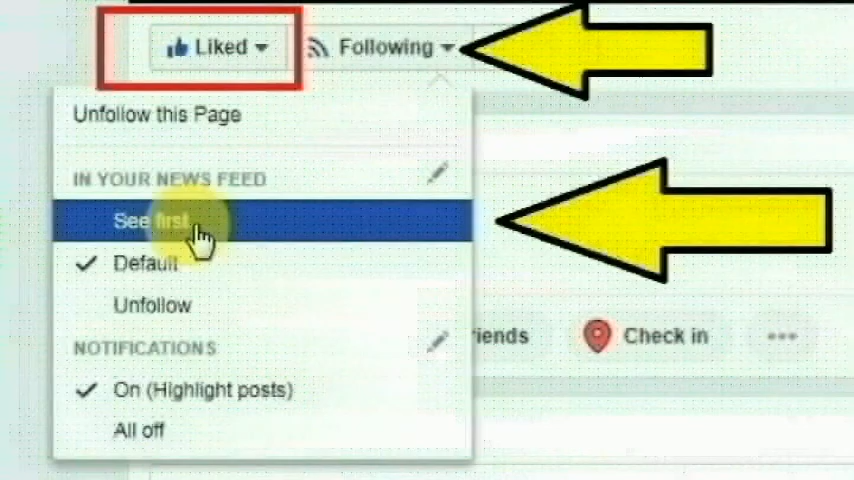 Liked Following
Unfollow this Page
IN YOUR NEWS FEED
See first
Default
Unfollow
riends Check in
NOTIFICATIONS
On (Highlight posts)
All off